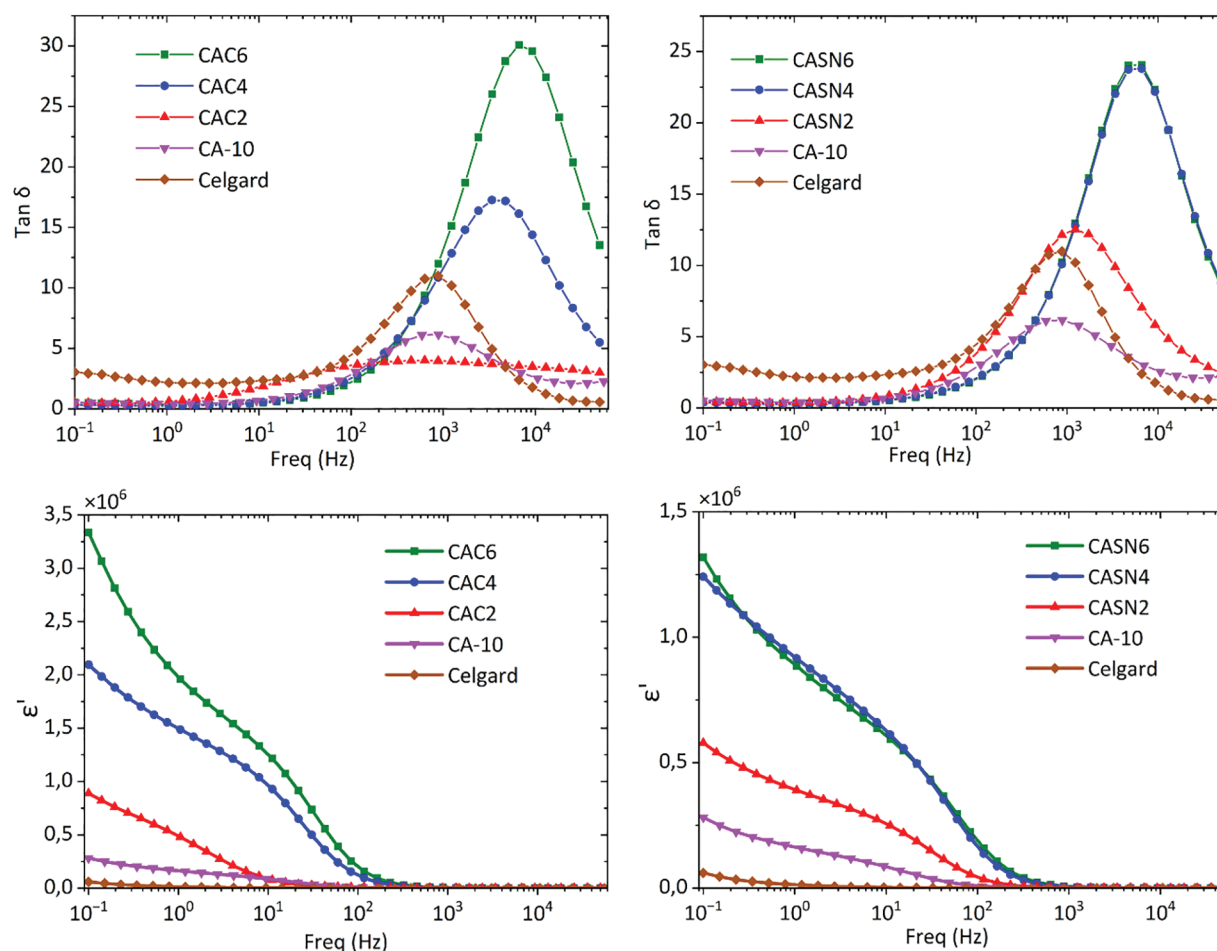 30
25
20
15
10
5
0
Tan δ
CAC6
CAC4
CAC2
CA-10
Celgard
10⁻¹ 10⁰ 10¹ 10² 10³ 10⁴
Freq (Hz)
25
20
15
10
5
0
Tan δ
CASN6
CASN4
CASN2
CA-10
Celgard
10⁻¹ 10⁰ 10¹ 10² 10³ 10⁴
Freq (Hz)
×10⁶
3,5
3,0
2,5
2,0
1,5
1,0
0,5
0,0
ε'
CAC6
CAC4
CAC2
CA-10
Celgard
10⁻¹ 10⁰ 10¹ 10² 10³ 10⁴
Freq (Hz)
×10⁶
1,5
1,0
0,5
0,0
ε'
CASN6
CASN4
CASN2
CA-10
Celgard
10⁻¹ 10⁰ 10¹ 10² 10³ 10⁴
Freq (Hz)